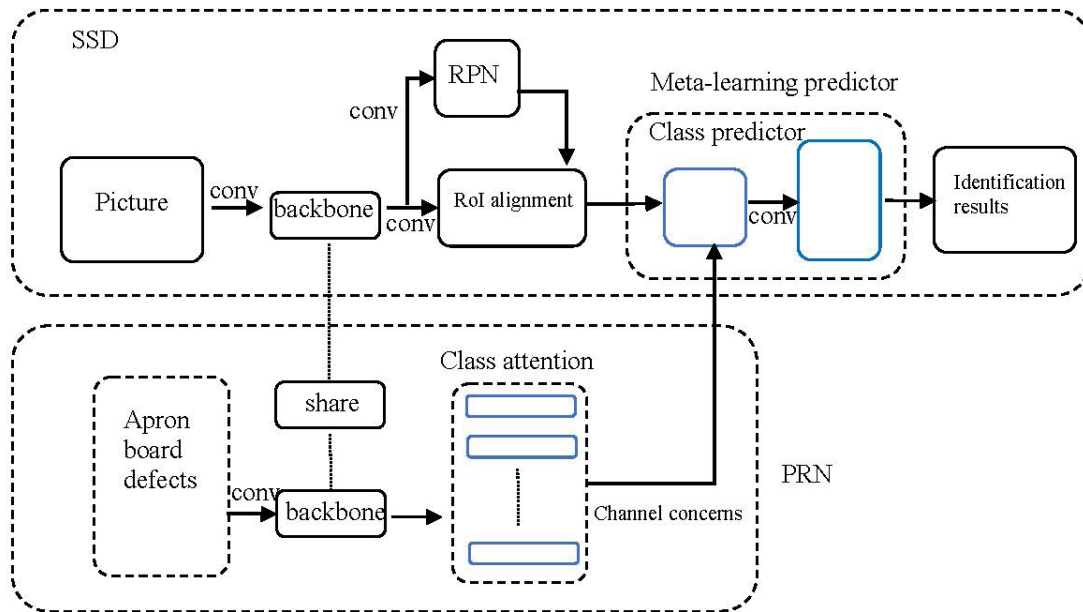 SSD
RPN
conv
Meta-learning predictor
Class predictor
Picture
conv
backbone
conv
RoI alignment
conv
Identification
results
Class attention
share
Apron
board
defects
conv
backbone
Channel concerns
PRN